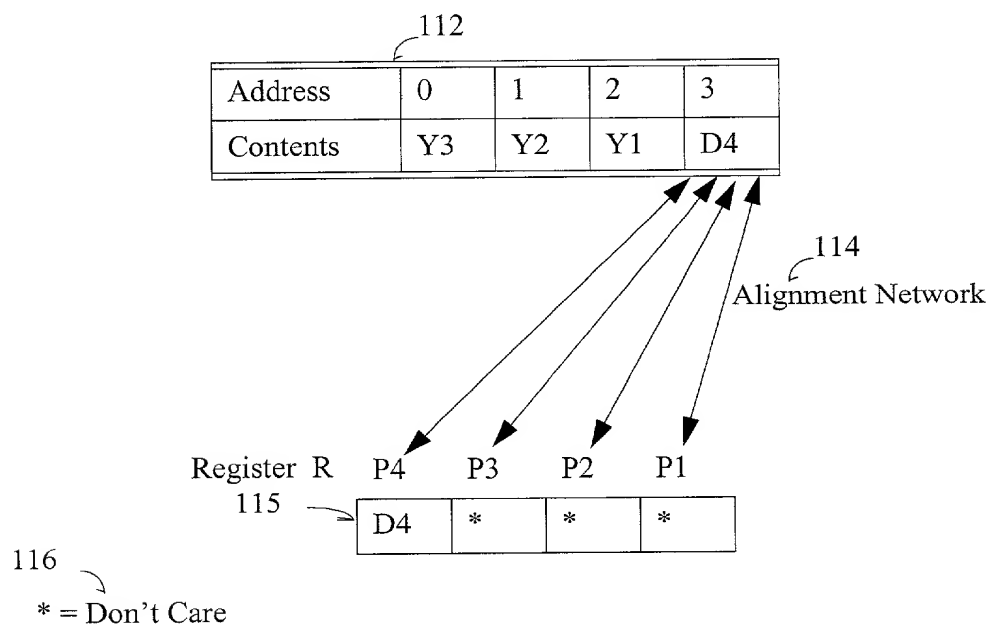 112
Address 0 1 2 3
Contents Y3 Y2 Y1 D4
114
Alignment Network
Register R P4 P3 P2 P1
115
D4 * * *
116
* = Don't Care